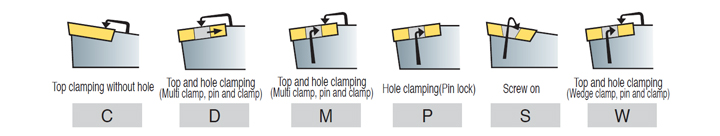 Top clamping without hole
C
Top and hole clamping
(Multi clamp, pin and clamp)
D
Top and hole clamping
(Multi clamp, pin and clamp)
M
Hole clamping(Pin lock)
P
Screw on
S
Top and hole clamping
(Wedge clamp, pin and clamp)
W